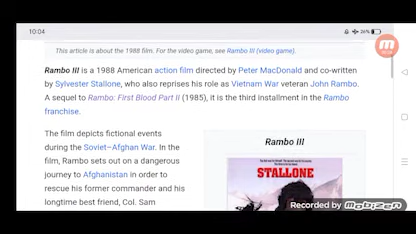 10:04
26%
This article is about the 1988 film. For the video game, see Rambo III (video game).
Rambo III is a 1988 American action film directed by Peter MacDonald and co-written
by Sylvester Stallone, who also reprises his role as Vietnam War veteran John Rambo.
A sequel to Rambo: First Blood Part II (1985), it is the third installment in the Rambo
franchise.
The film depicts fictional events
during the Soviet–Afghan War. In the
film, Rambo sets out on a dangerous
journey to Afghanistan in order to
rescue his former commander and his
longtime best friend, Col. Sam
Rambo III
STALLONE
Recorded by Mobizen